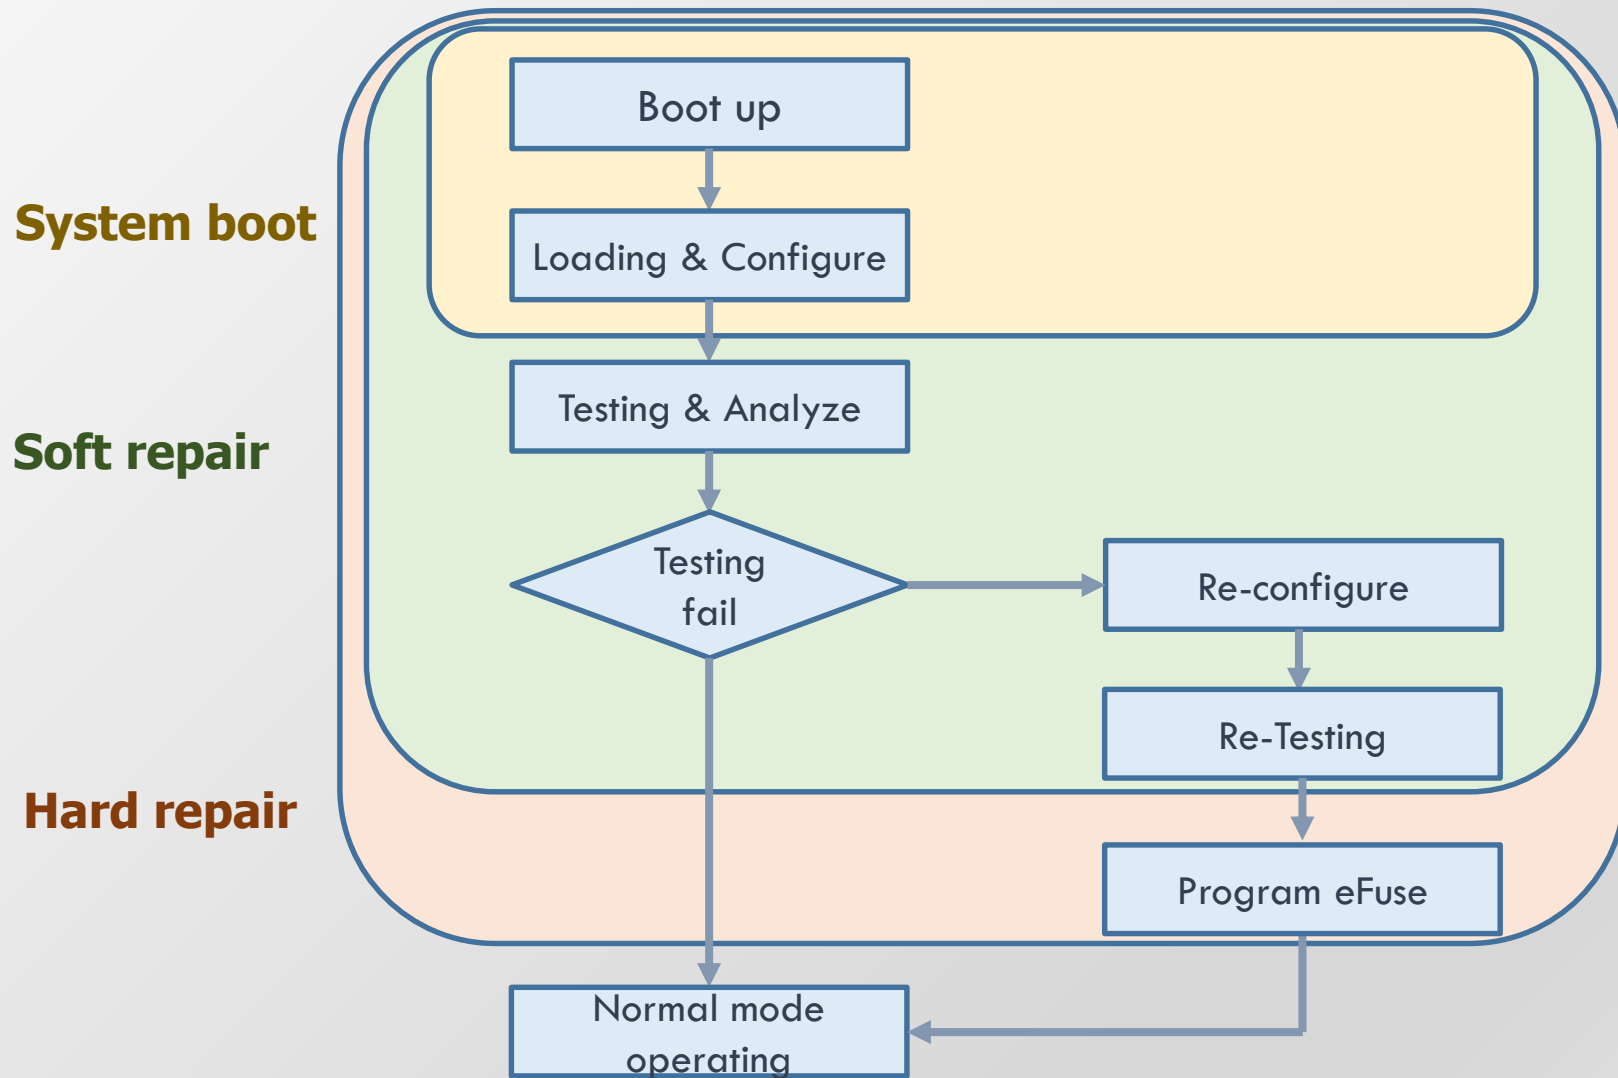 Boot up
System boot
Loading & Configure
Testing & Analyze
Soft repair
Testing
fail
Re-configure
Re-Testing
Hard repair
Program eFuse
Normal mode
operating